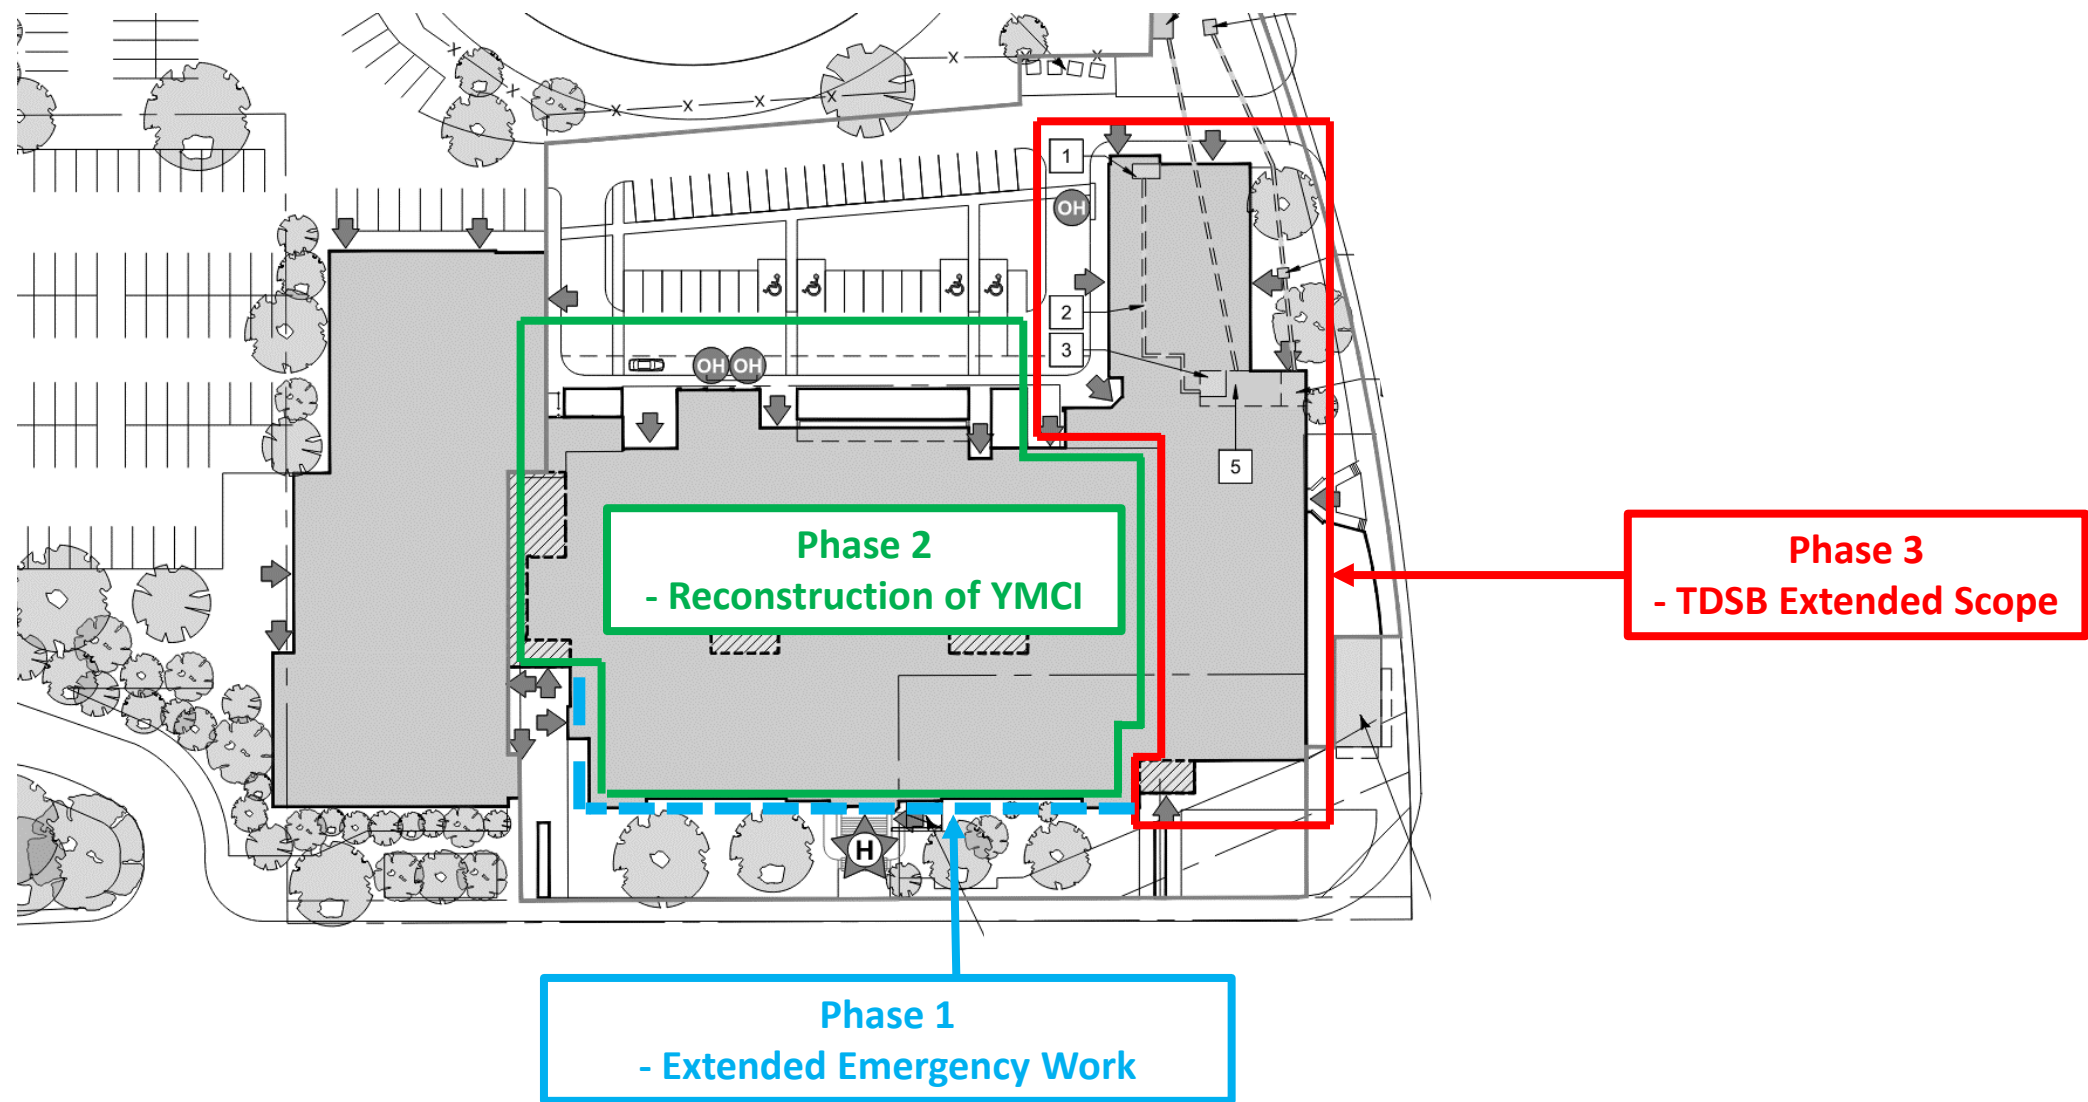 1
OH
2
3
OH OH
5
Phase 2
- Reconstruction of YMCI
Phase 3
- TDSB Extended Scope
H
Phase 1
- Extended Emergency Work